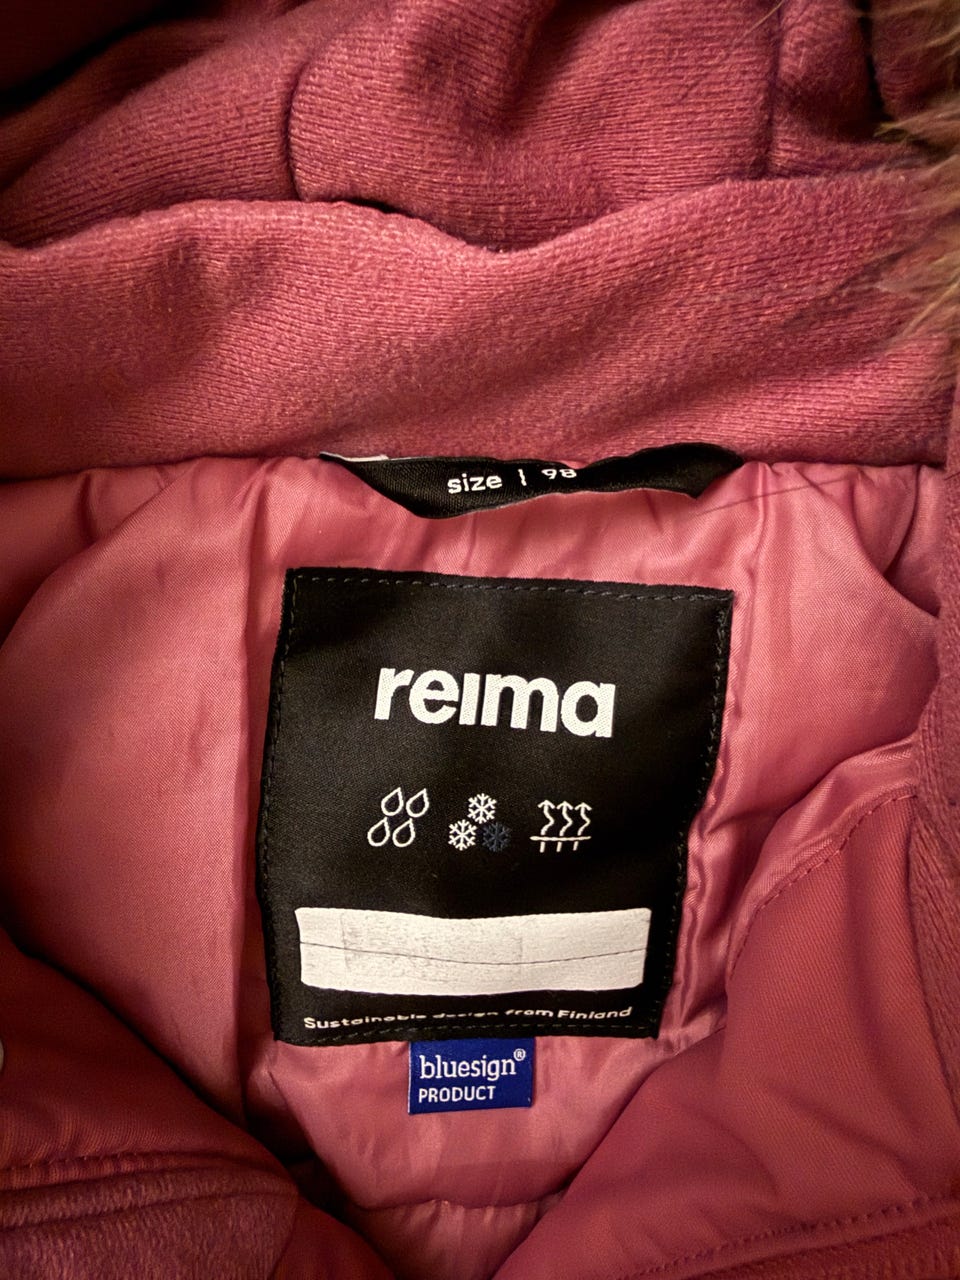 size | 98
reima
Sustainable design from Finland
bluesign®
PRODUCT